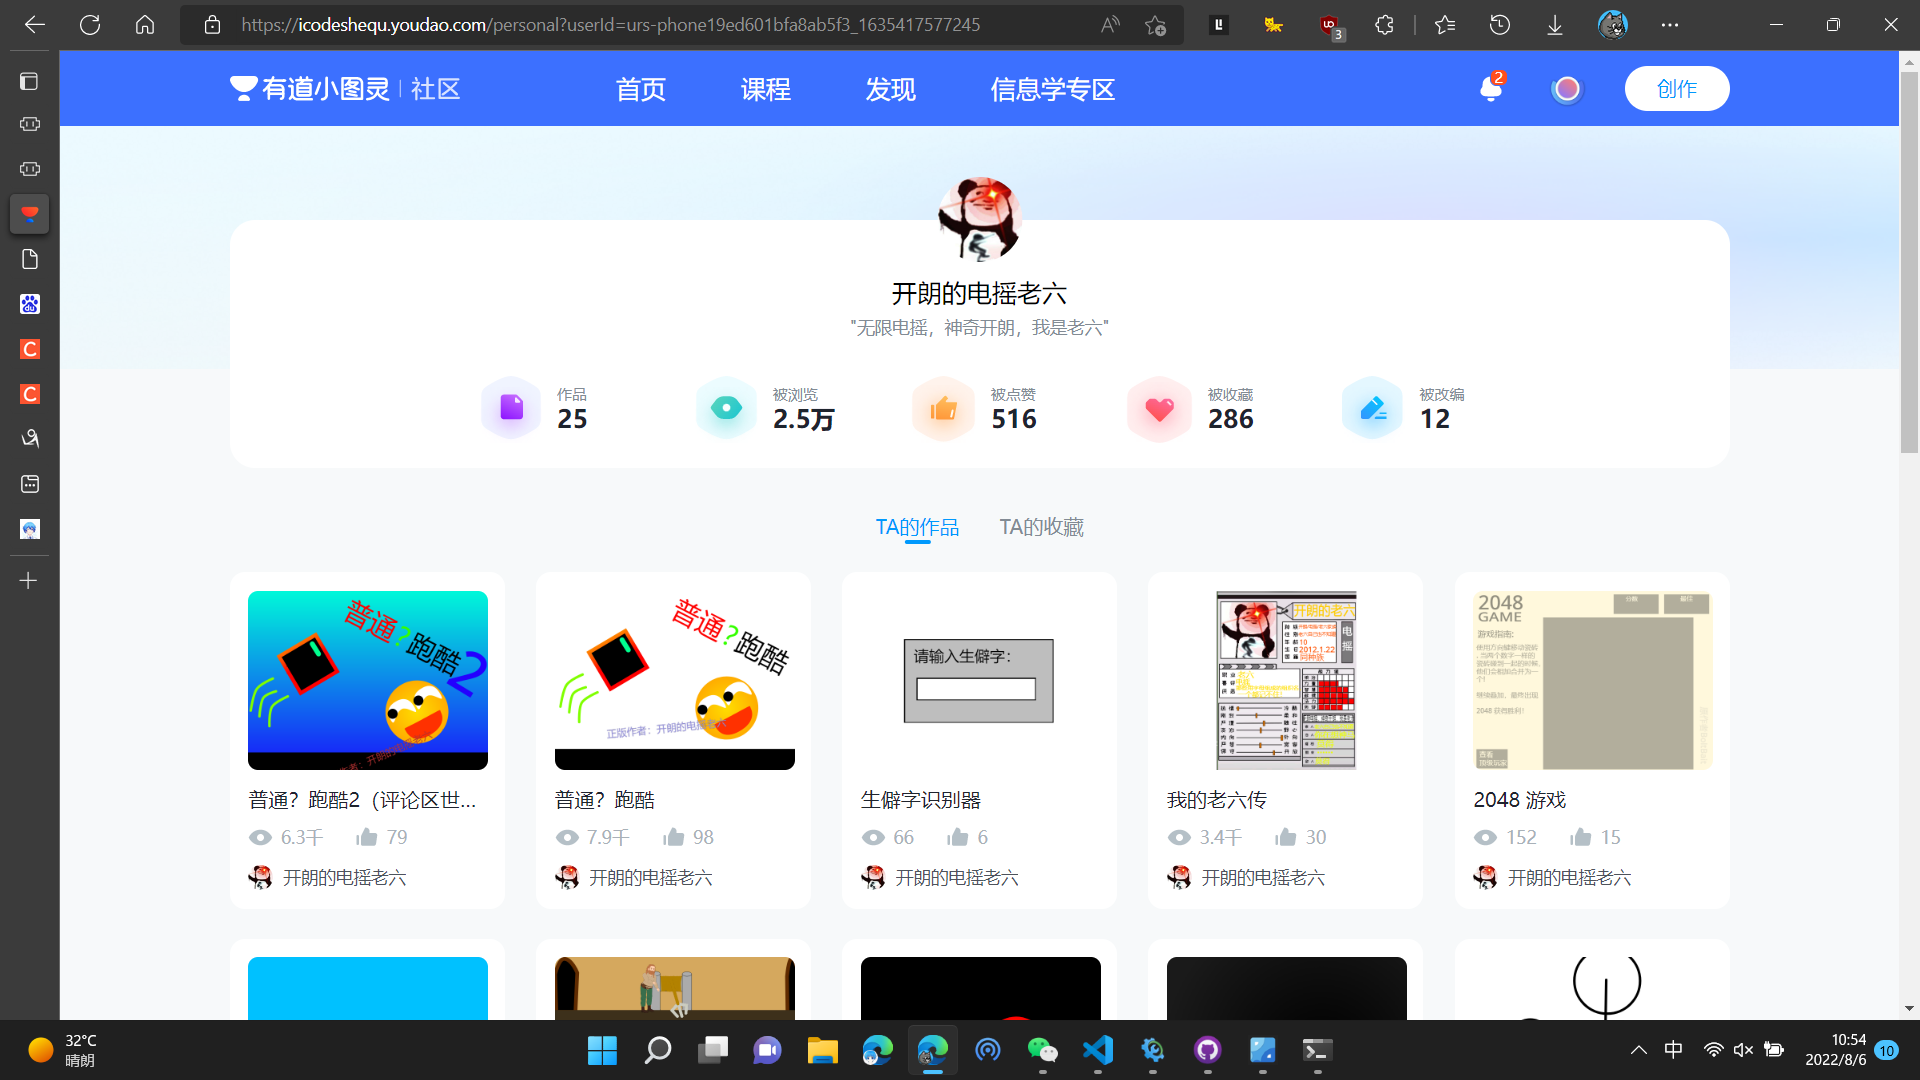 https://icodeshequ.youdao.com/personal?userId=urs-phone19ed601bfa8ab5f3_1635417577245
3
有道小图灵 | 社区
首页
课程
发现
信息学专区
2
创作
开朗的电摇老六
"无限电摇，神奇开朗，我是老六"
作品
25
被浏览
2.5万
被点赞
516
被收藏
286
被改编
12
TA的作品
TA的收藏
普通?跑酷2
普通?跑酷
正版作者：开朗的电摇老六
请输入生僻字：
开朗的老六
电摇
2012.1.22
2048
GAME
游戏指南:
普通？跑酷2（评论区世...
6.3千
79
开朗的电摇老六
普通？跑酷
7.9千
98
开朗的电摇老六
生僻字识别器
66
6
开朗的电摇老六
我的老六传
3.4千
30
开朗的电摇老六
2048 游戏
152
15
开朗的电摇老六
32°C
晴朗
中
10:54
2022/8/6
10